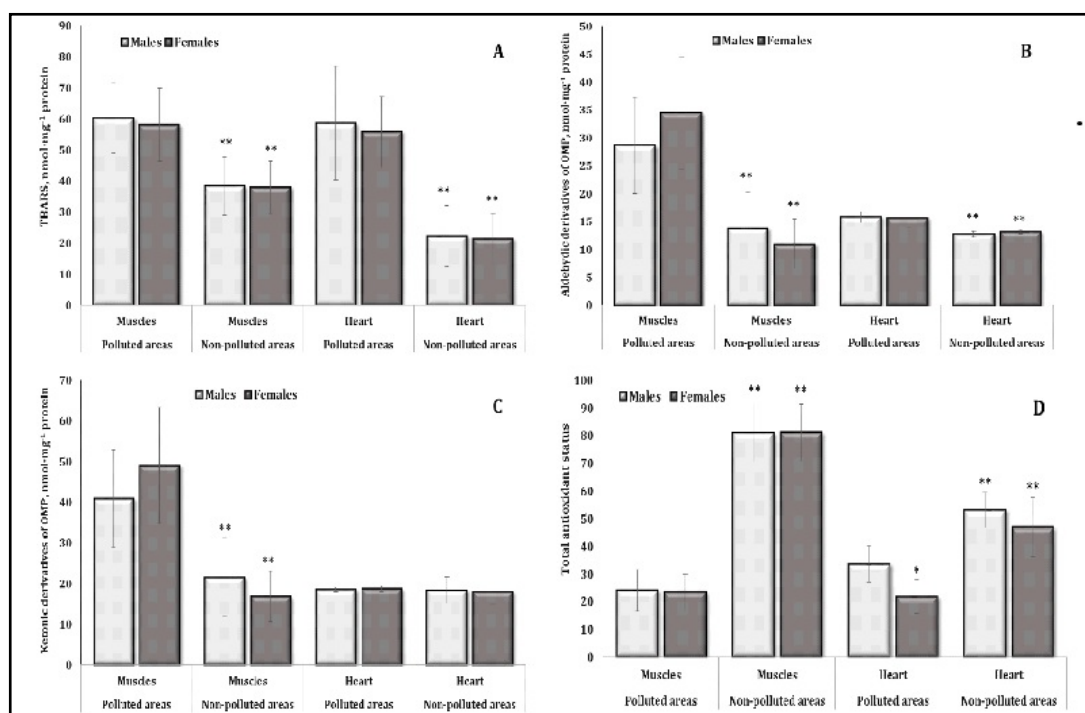 A
Males Females
TBARS, nmol·mg⁻¹ protein
90
80
70
60
50
40
30
20
10
0
** **
** **
Muscles Muscles Heart Heart
Polluted areas Non-polluted areas Polluted areas Non-polluted areas
B
Males Females
Aldehydic derivatives of OMP, nmol·mg⁻¹ protein
50
45
40
35
30
25
20
15
10
5
0
** **
** **
Muscles Muscles Heart Heart
Polluted areas Non-polluted areas Polluted areas Non-polluted areas
C
Males Females
Ketonic derivatives of OMP, nmol·mg⁻¹ protein
70
60
50
40
30
20
10
0
** **
Muscles Muscles Heart Heart
Polluted areas Non-polluted areas Polluted areas Non-polluted areas
D
Males Females
Total antioxidant status
100
90
80
70
60
50
40
30
20
10
0
** **
*
** **
Muscles Muscles Heart Heart
Polluted areas Non-polluted areas Polluted areas Non-polluted areas